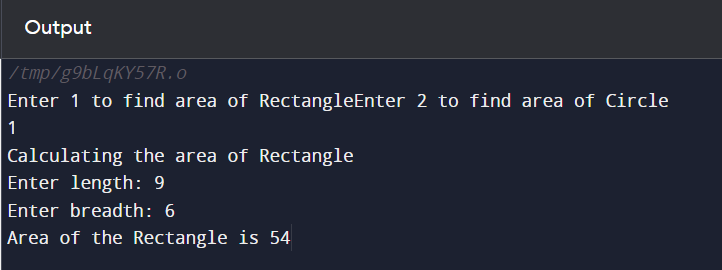 Output
/tmp/g9bLqKY57R.o
Enter 1 to find area of RectangleEnter 2 to find area of Circle
1
Calculating the area of Rectangle
Enter length: 9
Enter breadth: 6
Area of the Rectangle is 54